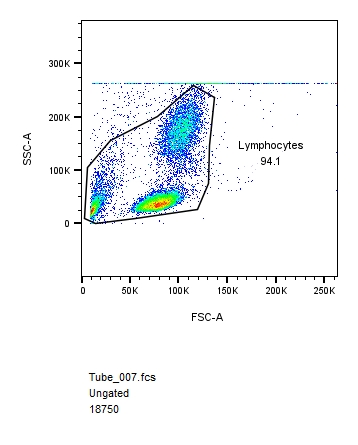 300K
200K
100K
0
SSC-A
Lymphocytes
94.1
0 50K 100K 150K 200K 250K
FSC-A
Tube_007.fcs
Ungated
18750